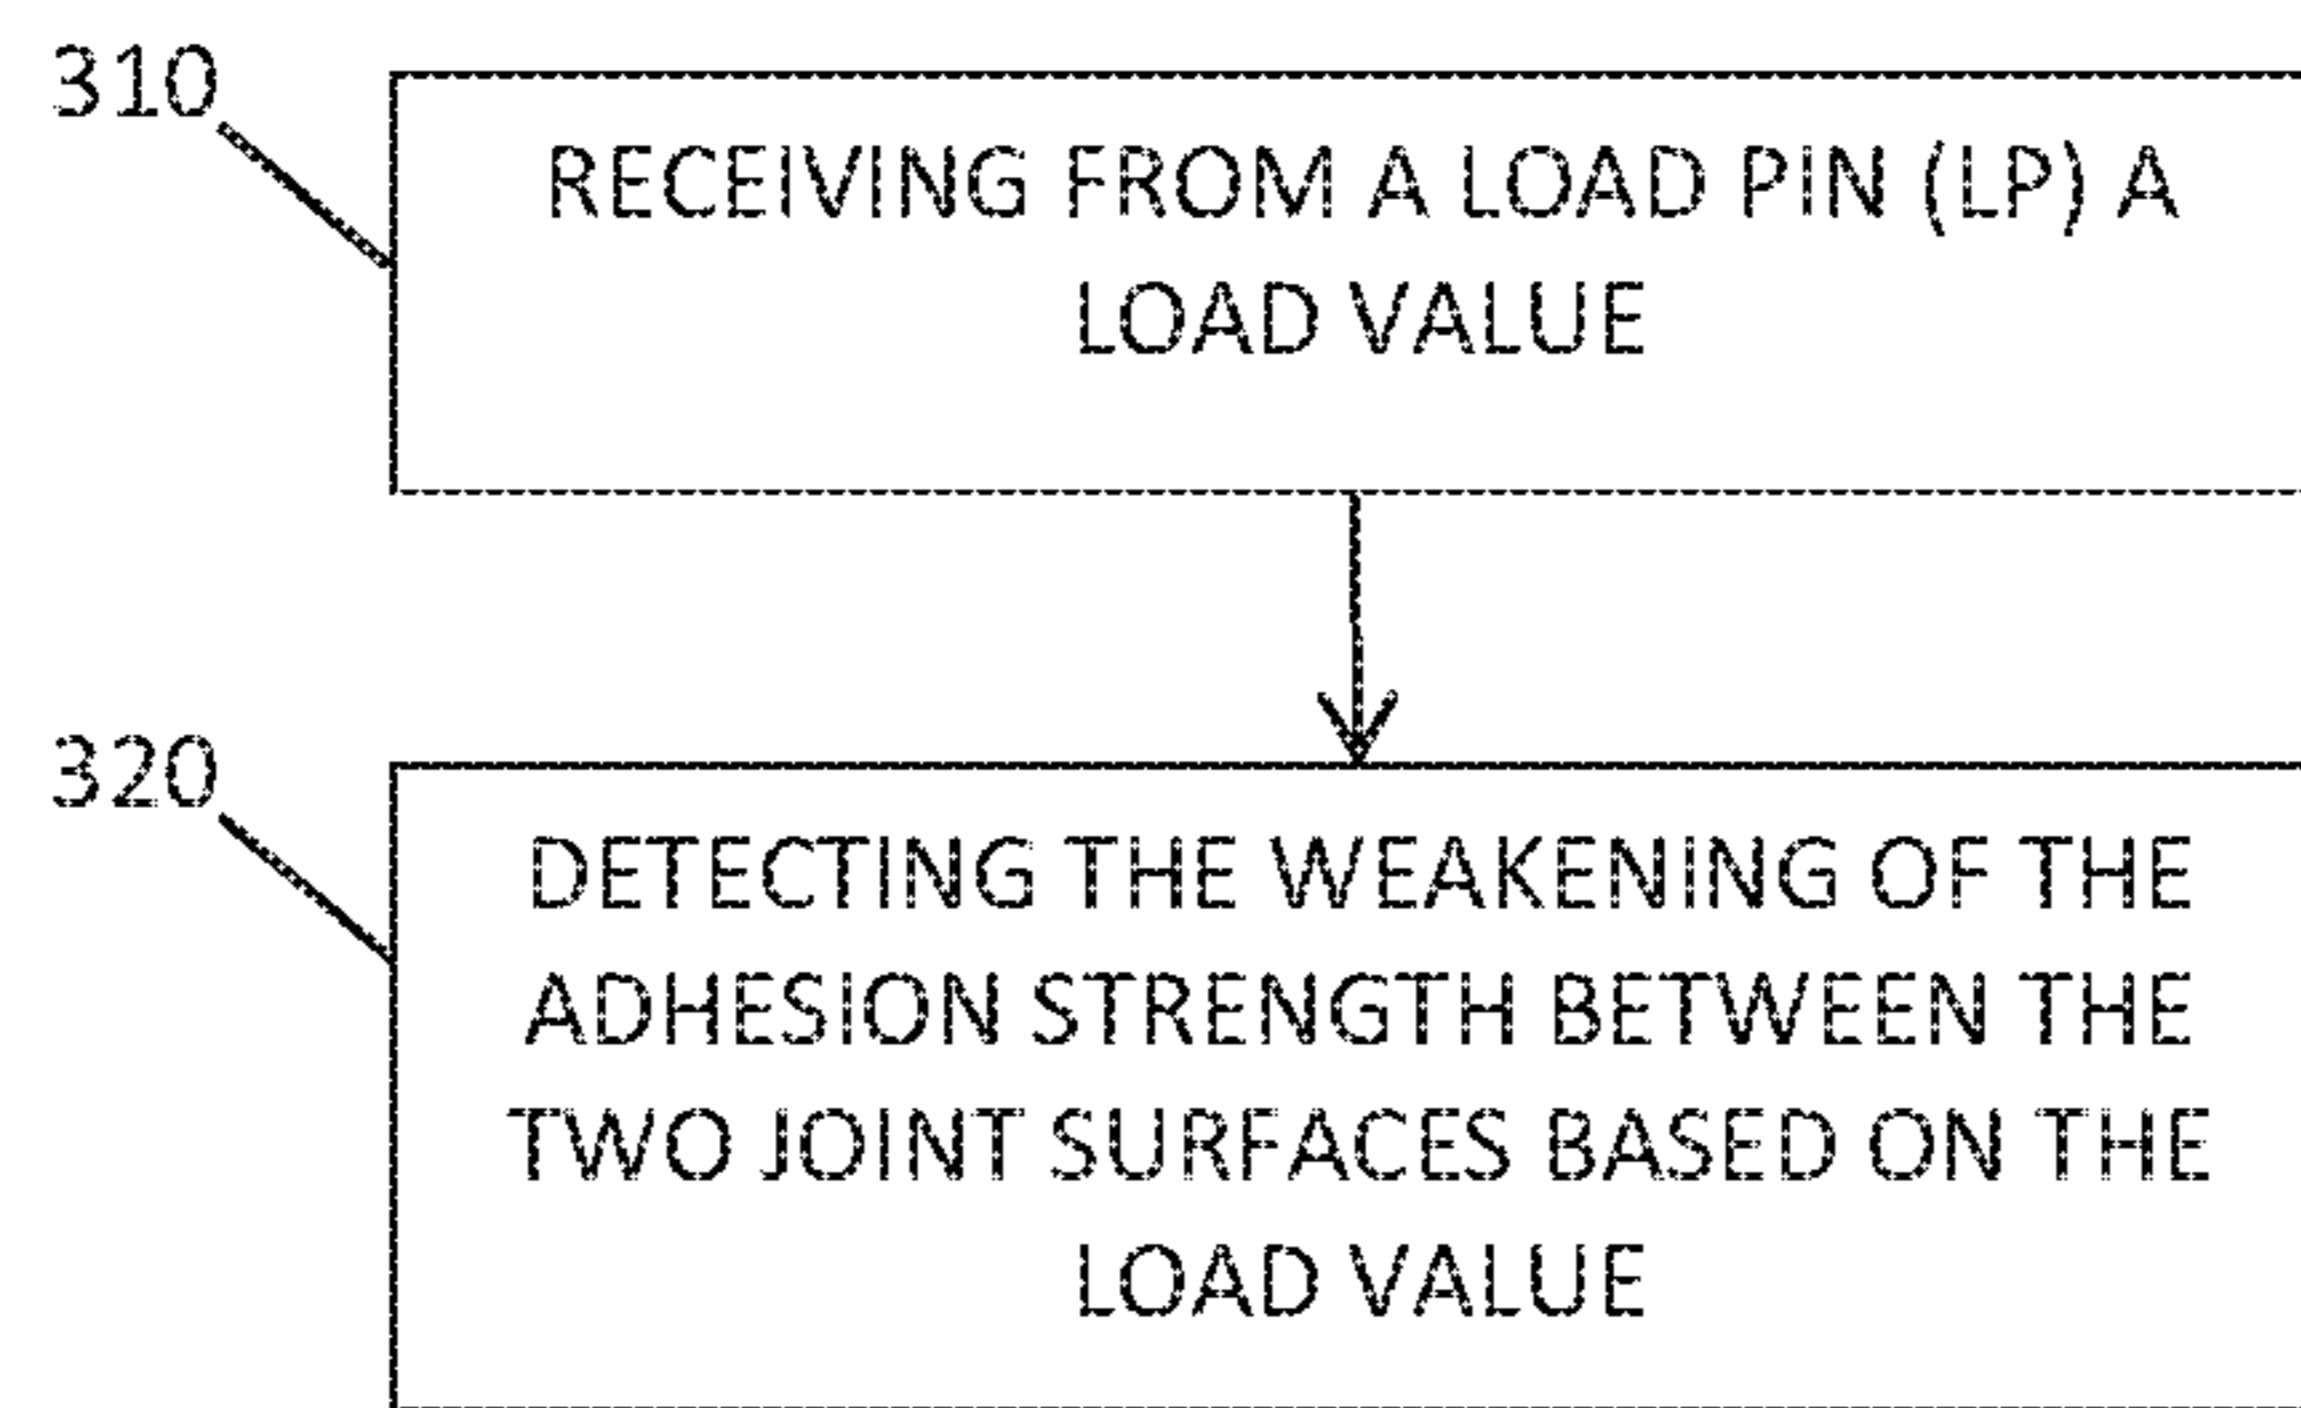 310
RECEIVING FROM A LOAD PIN (LP) A
LOAD VALUE
320
DETECTING THE WEAKENING OF THE
ADHESION STRENGTH BETWEEN THE
TWO JOINT SURFACES BASED ON THE
LOAD VALUE